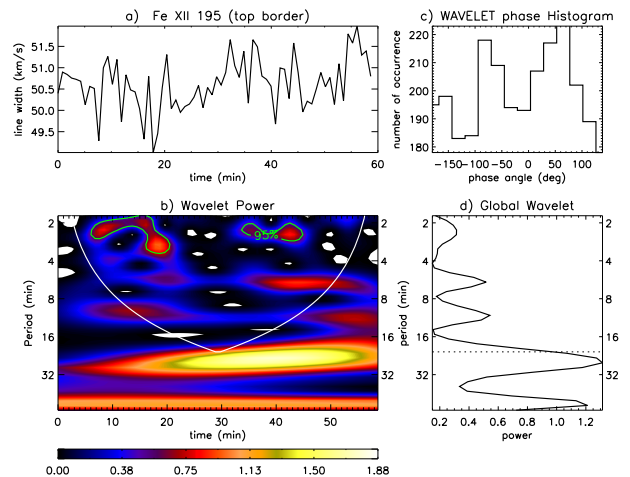 a) Fe XII 195 (top border)
c) WAVELET phase Histogram
line width (km/s)
51.5
51.0
50.5
50.0
49.5
0 20 40 60
time (min)
number of occurrence
220
210
200
190
180
-150 -100 -50 0 50 100
phase angle (deg)
b) Wavelet Power
d) Global Wavelet
Period (min)
2
4
8
16
32
95%
2
4
8
16
32
0 10 20 30 40 50
time (min)
period (min)
2
4
8
16
32
0.2 0.4 0.6 0.8 1.0 1.2
power
0.00 0.38 0.75 1.13 1.50 1.88